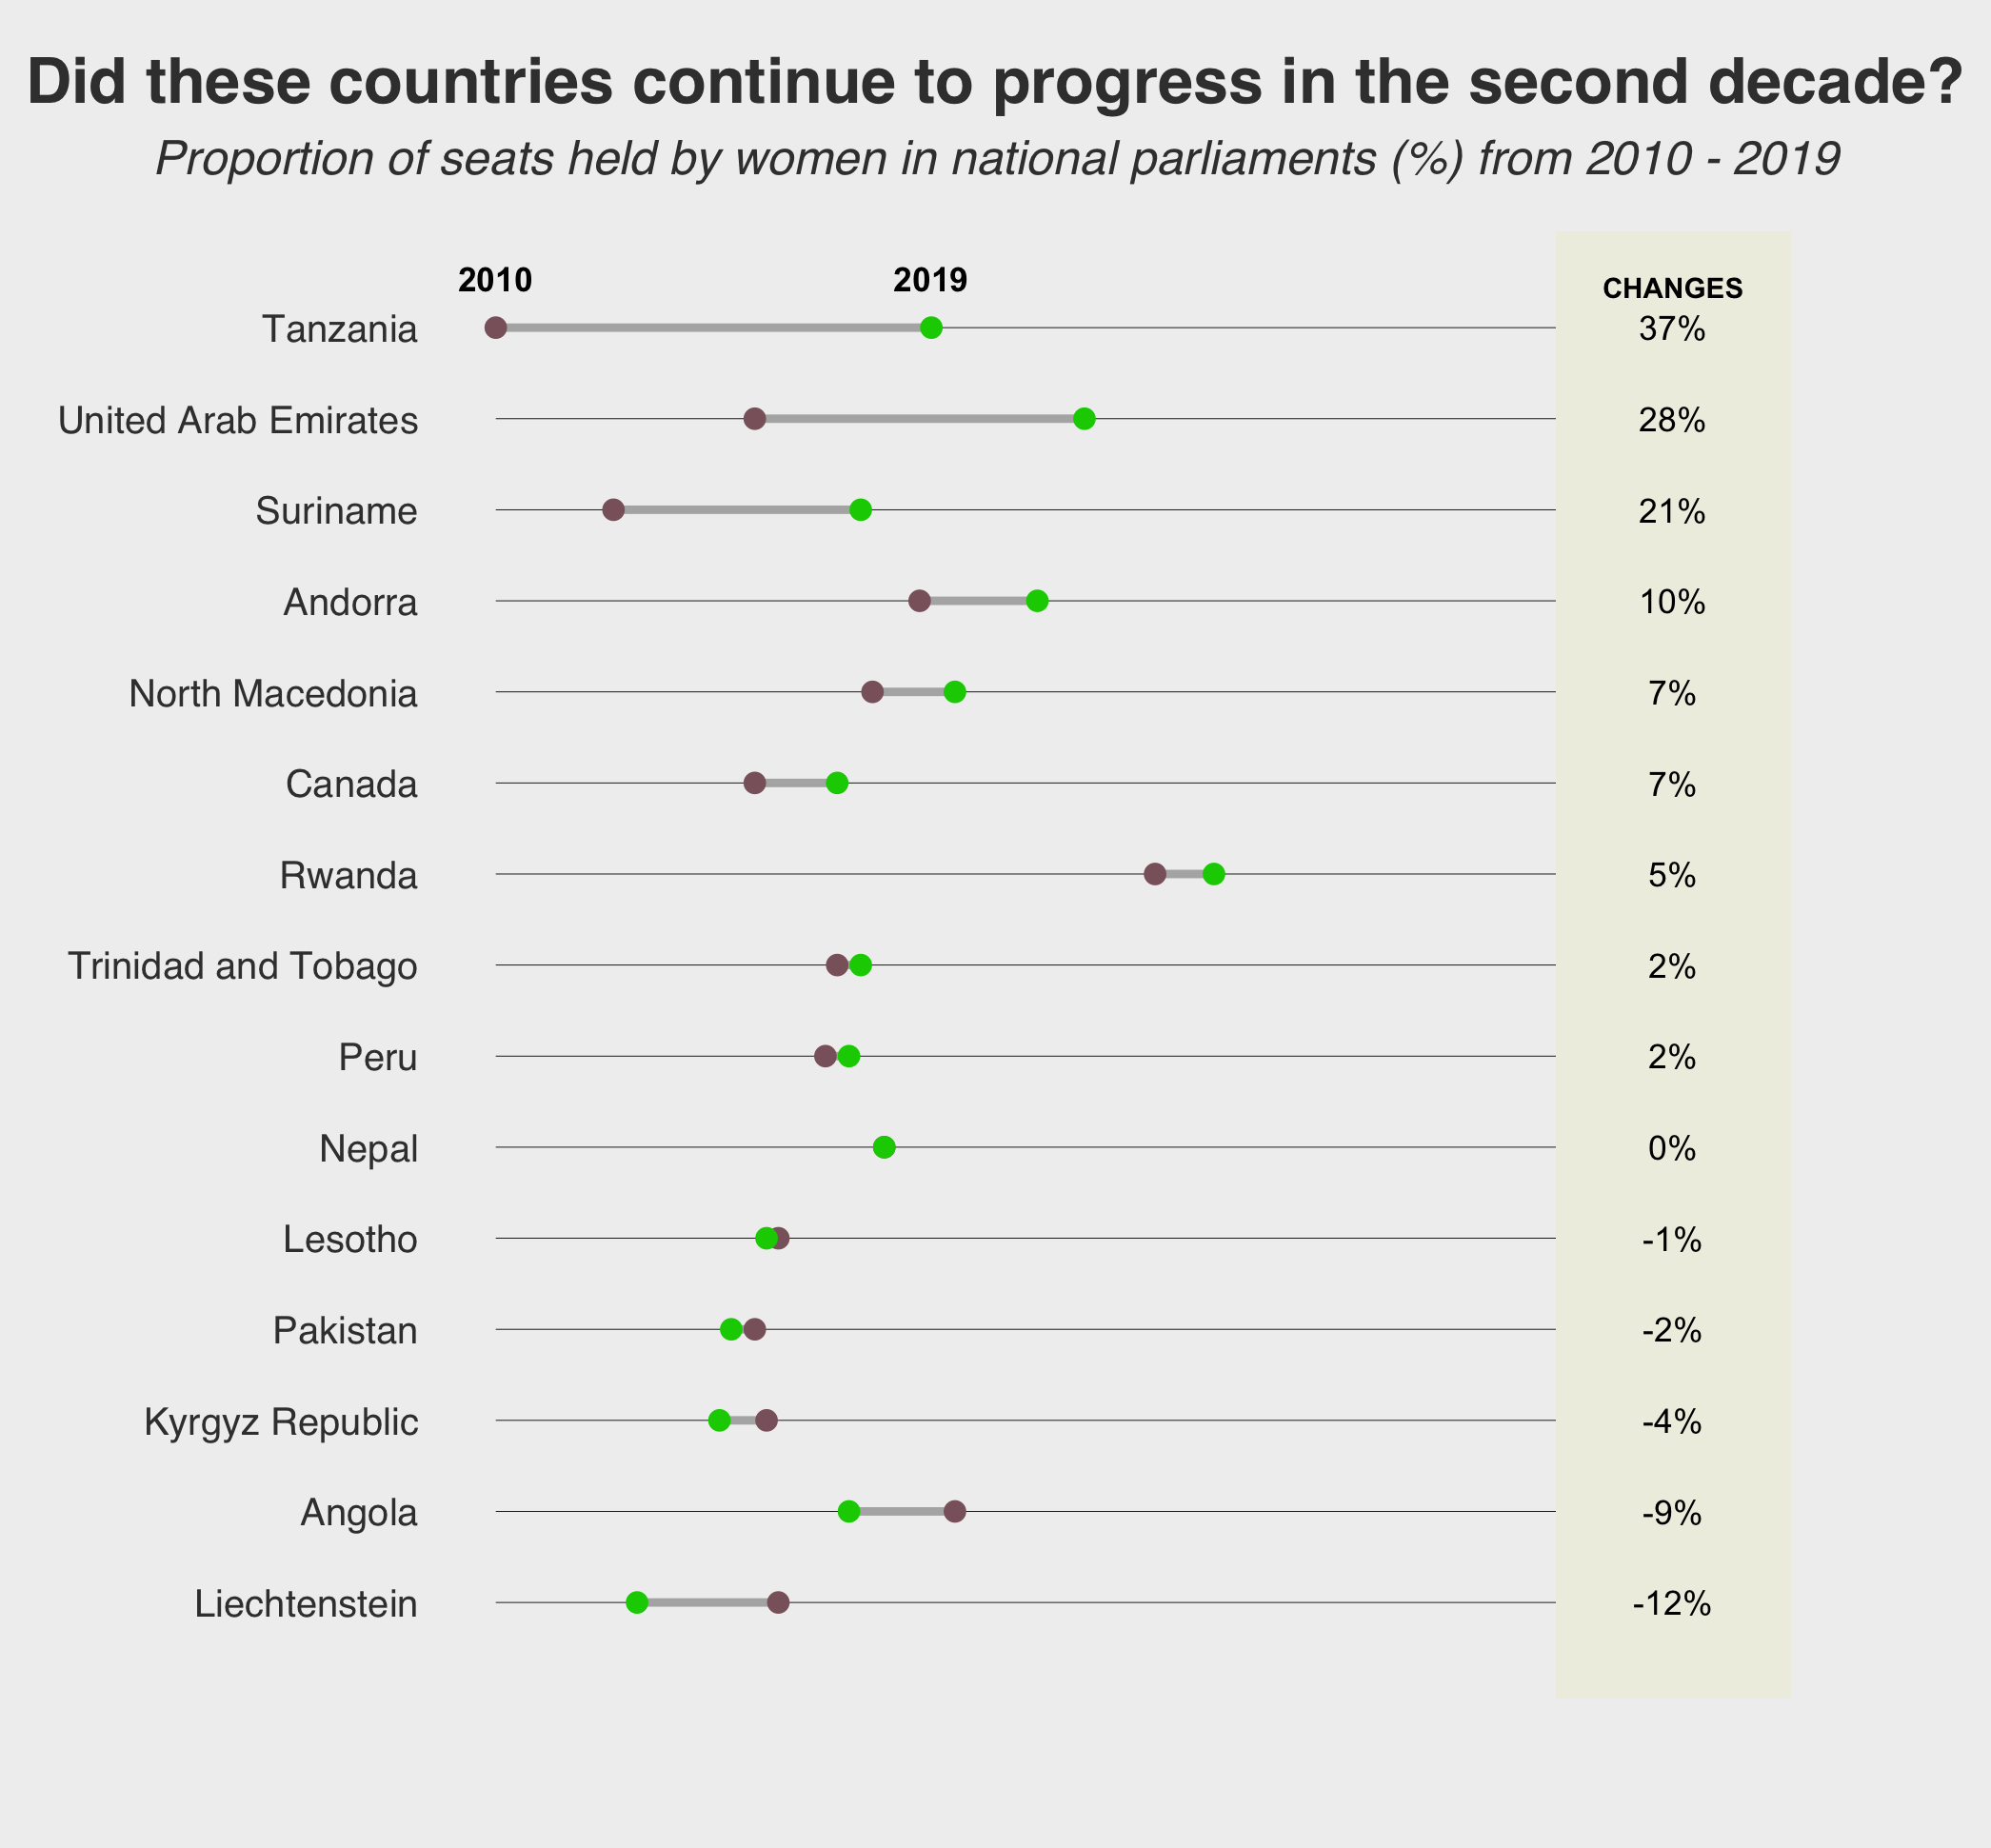 Did these countries continue to progress in the second decade?
Proportion of seats held by women in national parliaments (%) from 2010 - 2019
2010 2019 CHANGES
Tanzania 37%
United Arab Emirates 28%
Suriname 21%
Andorra 10%
North Macedonia 7%
Canada 7%
Rwanda 5%
Trinidad and Tobago 2%
Peru 2%
Nepal 0%
Lesotho -1%
Pakistan -2%
Kyrgyz Republic -4%
Angola -9%
Liechtenstein -12%